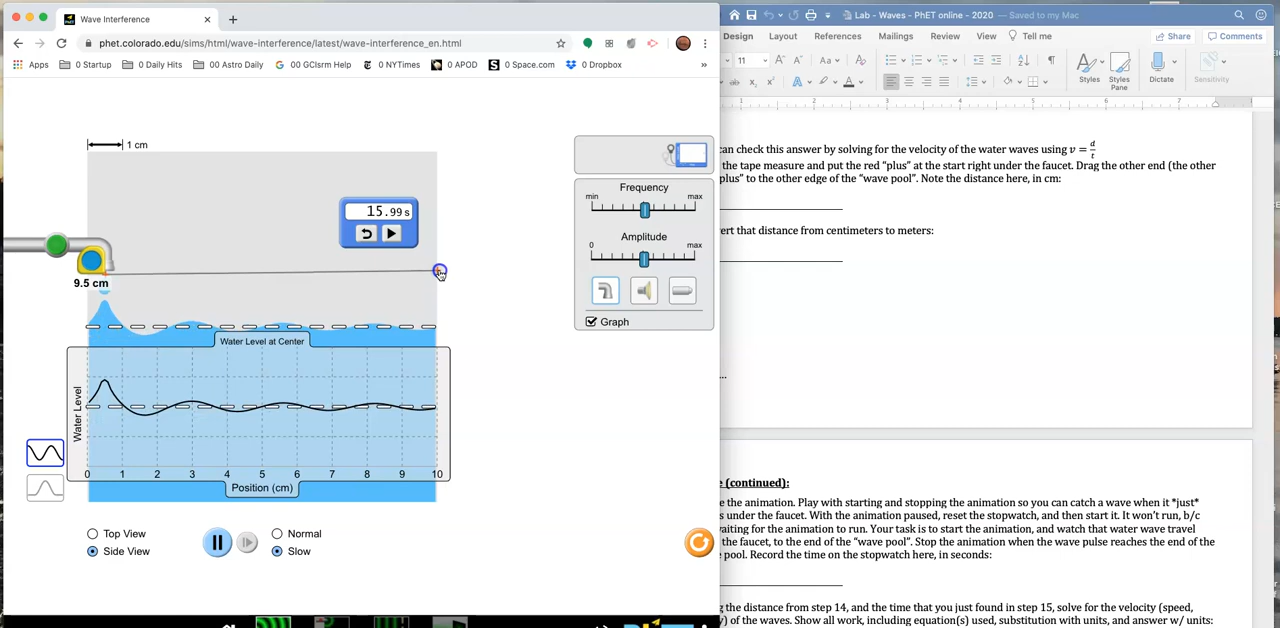 Wave Interference
Design Layout References Mailings Review View Tell me
Lab - Waves - PhET online - 2020 — Saved to my Mac
Share Comments
phet.colorado.edu/sims/html/wave-interference/latest/wave-interference_en.html
Apps 0 Startup 0 Daily Hits 0 Astro Daily 00 GClsrm Help 0 NYTimes 0 APOD 0 Space.com 0 Dropbox »
11
Styles Styles Pane Dictate Sensitivity
1 2 3 4 5 6 7
1 cm
15.99 s
9.5 cm
Frequency
min max
Amplitude
0 max
Graph
Water Level at Center
Water Level
0 1 2 3 4 5 6 7 8 9 10
Position (cm)
Top View
Side View
Normal
Slow
can check this answer by solving for the velocity of the water waves using v = d/t
the tape measure and put the red "plus" at the start right under the faucet. Drag the other end (the other
plus" to the other edge of the "wave pool". Note the distance here, in cm:
ert that distance from centimeters to meters:
...
e (continued):
e the animation. Play with starting and stopping the animation so you can catch a wave when it *just*
s under the faucet. With the animation paused, reset the stopwatch, and then start it. It won't run, b/c
aiting for the animation to run. Your task is to start the animation, and watch that water wave travel
the faucet, to the end of the "wave pool". Stop the animation when the wave pulse reaches the end of the
pool. Record the time on the stopwatch here, in seconds:
g the distance from step 14, and the time that you just found in step 15, solve for the velocity (speed,
y) of the waves. Show all work, including equation(s) used, substitution with units, and answer w/ units: